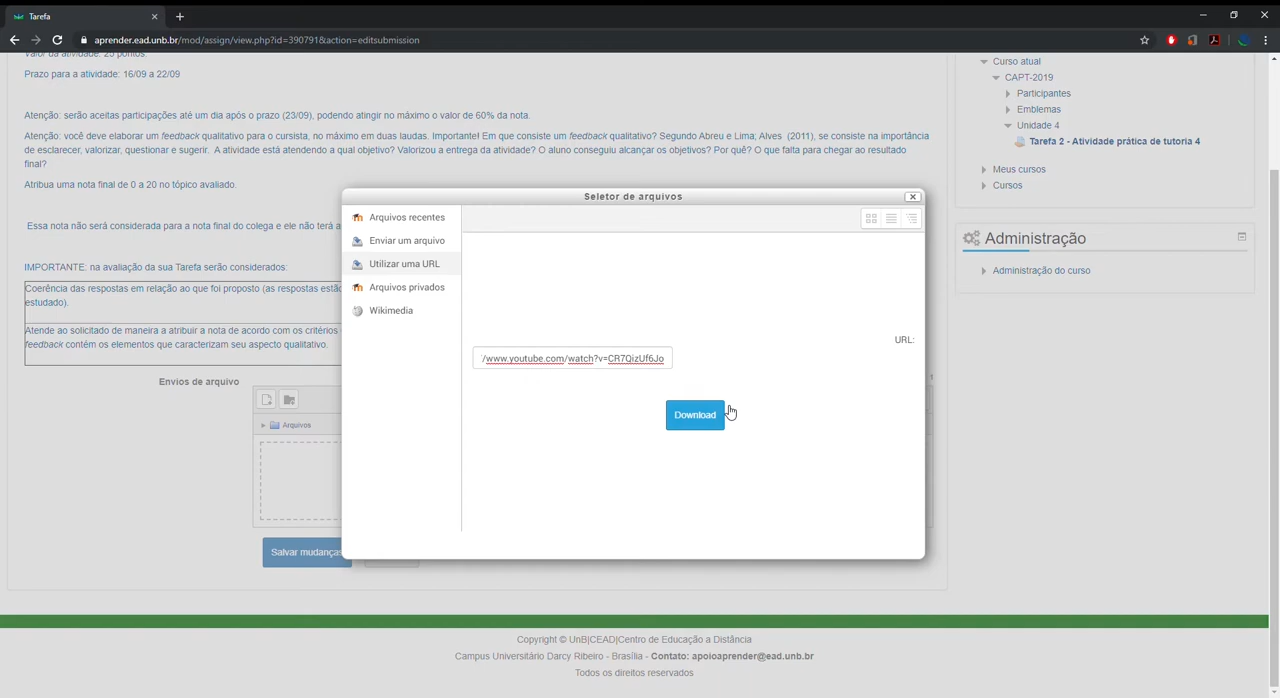 Tarefa
aprender.ead.unb.br/mod/assign/view.php?id=390791&action=editsubmission
Valor da atividade: 20 pontos.
Prazo para a atividade: 16/09 a 22/09
Atenção: serão aceitas participações até um dia após o prazo (23/09), podendo atingir no máximo o valor de 60% da nota.
Atenção: você deve elaborar um feedback qualitativo para o cursista, no máximo em duas laudas. Importante! Em que consiste um feedback qualitativo? Segundo Abreu e Lima; Alves (2011), se consiste na importância
de esclarecer, valorizar, questionar e sugerir. A atividade está atendendo a qual objetivo? Valorizou a entrega da atividade? O aluno conseguiu alcançar os objetivos? Por quê? O que falta para chegar ao resultado
final?
Atribua uma nota final de 0 a 20 no tópico avaliado.
Essa nota não será considerada para a nota final do colega e ele não terá a
IMPORTANTE: na avaliação da sua Tarefa serão considerados:
Coerência das respostas em relação ao que foi proposto (as respostas estão
estudado).
Atende ao solicitado de maneira a atribuir a nota de acordo com os critérios
feedback contém os elementos que caracterizam seu aspecto qualitativo.
Envios de arquivo
Arquivos
Salvar mudanças
Seletor de arquivos
Arquivos recentes
Enviar um arquivo
Utilizar uma URL
Arquivos privados
Wikimedia
URL:
/www.youtube.com/watch?v=CR7QizUf6Jo
Download
Curso atual
CAPT-2019
Participantes
Emblemas
Unidade 4
Tarefa 2 - Atividade prática de tutoria 4
Meus cursos
Cursos
Administração
Administração do curso
Copyright © UnB|CEAD|Centro de Educação a Distância
Campus Universitário Darcy Ribeiro - Brasília - Contato: apoioaprender@ead.unb.br
Todos os direitos reservados